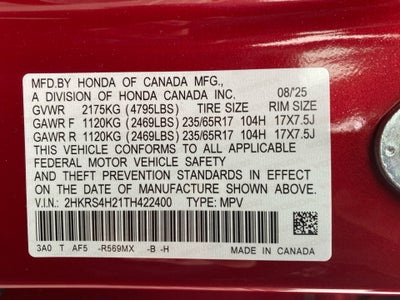 MFD.BY HONDA OF CANADA MFG.,
A DIVISION OF HONDA CANADA INC. 08/'25
GVWR 2175KG (4795LBS) TIRE SIZE RIM SIZE
GAWR F 1120KG (2469LBS) 235/65R17 104H 17X7.5J
GAWR R 1120KG (2469LBS) 235/65R17 104H 17X7.5J
THIS VEHICLE CONFORMS TO ALL APPLICABLE
FEDERAL MOTOR VEHICLE SAFETY
AND THEFT PREVENTION STANDARDS IN EFFECT
ON THE DATE OF MANUFACTURE SHOWN ABOVE.
V.I.N: 2HKRS4H21TH422400 TYPE: MPV
3A0 T AF5 -R569MX -B -H MADE IN CANADA